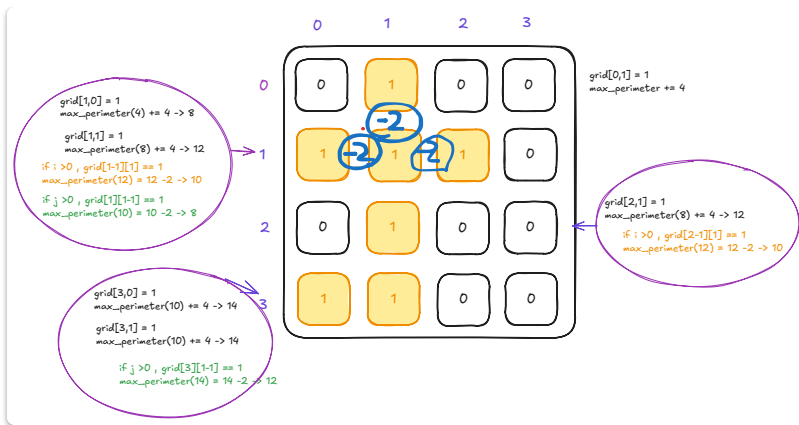 0 1 2 3
0
0 1 0 0
grid[0,1] = 1
max_perimeter += 4
-2
grid[1,0] = 1
max_perimeter(4) += 4 -> 8
grid[1,1] = 1
max_perimeter(8) += 4 -> 12
if i >0 , grid[1-1][1] == 1
max_perimeter(12) = 12 -2 -> 10
if j >0 , grid[1][1-1] == 1
max_perimeter(10) = 10 -2 -> 8
1
1 -2 1 -2 1 0
2
0 1 0 0
grid[2,1] = 1
max_perimeter(8) += 4 -> 12
if i >0 , grid[2-1][1] == 1
max_perimeter(12) = 12 -2 -> 10
3
1 1 0 0
grid[3,0] = 1
max_perimeter(10) += 4 -> 14
grid[3,1] = 1
max_perimeter(10) += 4 -> 14
if j >0 , grid[3][1-1] == 1
max_perimeter(14) = 14 -2 -> 12